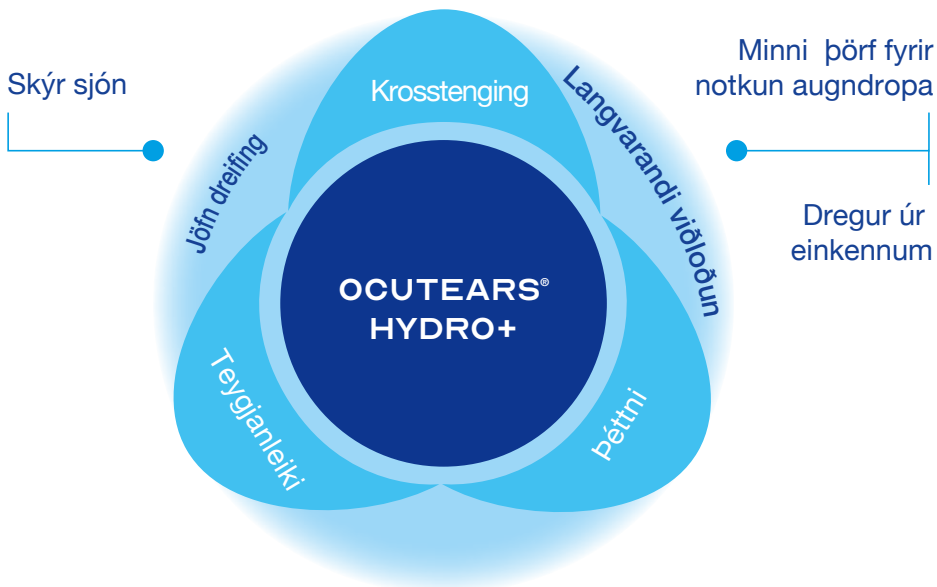 Skýr sjón
Krosstenging
Jöfn dreifing
Langvarandi viðloðun
Minni þörf fyrir
notkun augndropa
Dregur úr
einkennum
OCUTEARS®
HYDRO+
Teygjanleiki
Þéttni